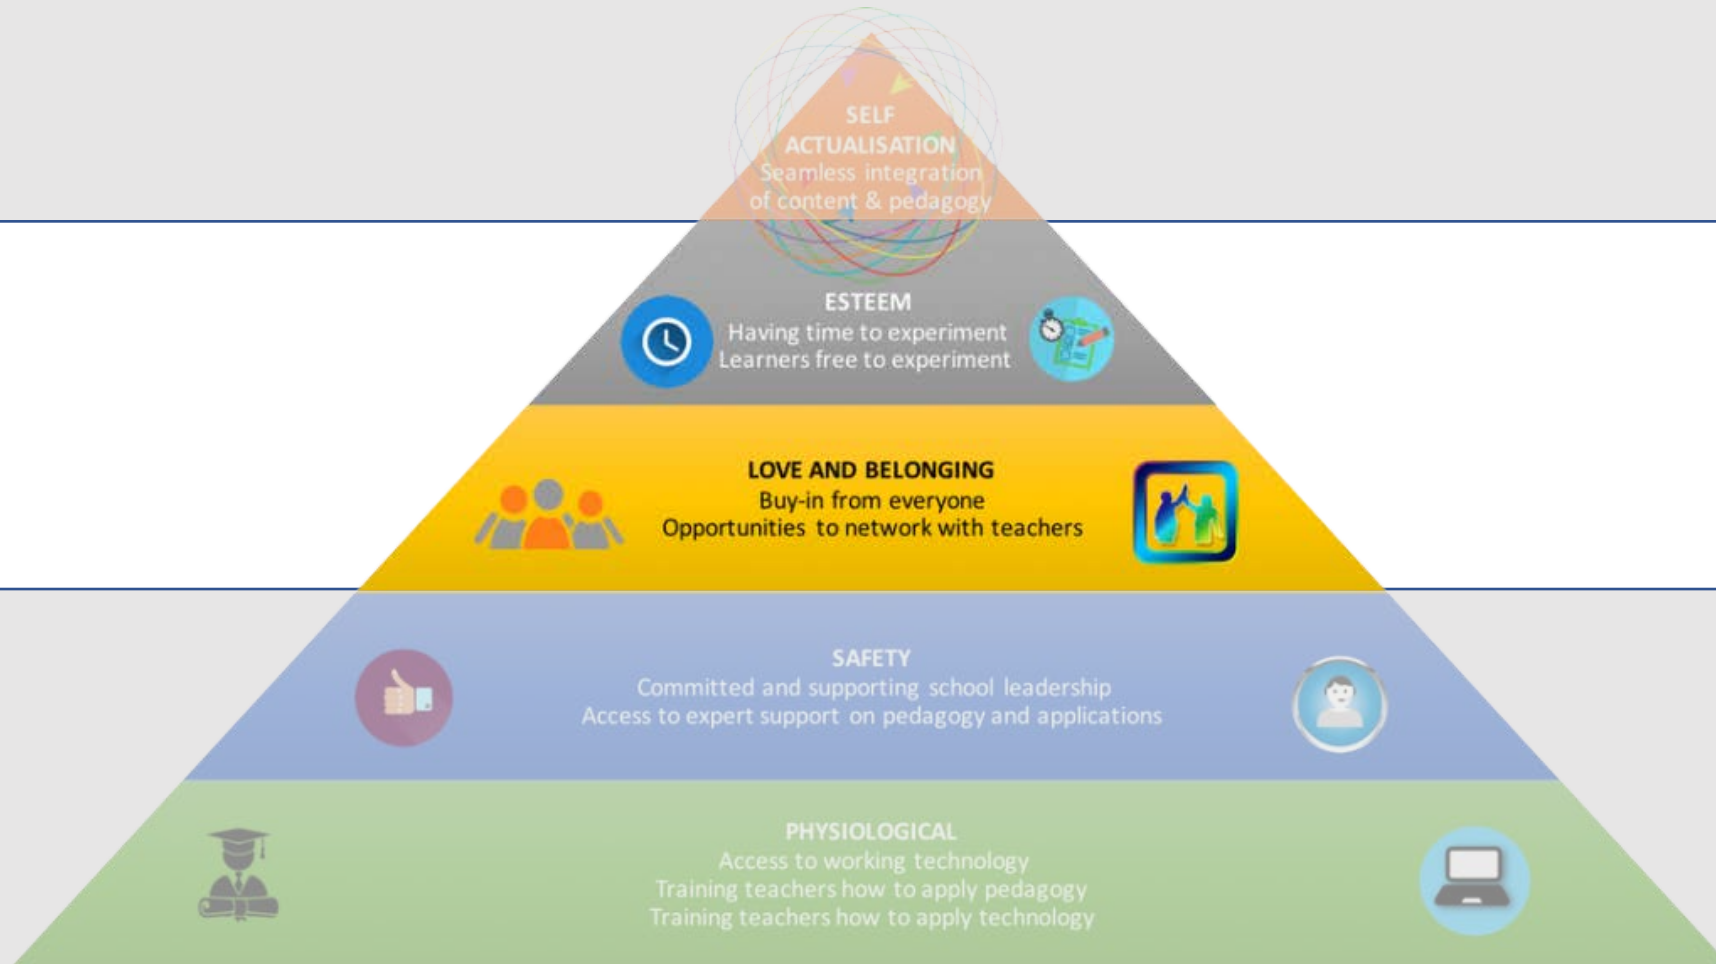 SELF
ACTUALISATION
Seamless integration
of content & pedagogy
ESTEEM
Having time to experiment
Learners free to experiment
LOVE AND BELONGING
Buy-in from everyone
Opportunities to network with teachers
SAFETY
Committed and supporting school leadership
Access to expert support on pedagogy and applications
PHYSIOLOGICAL
Access to working technology
Training teachers how to apply pedagogy
Training teachers how to apply technology